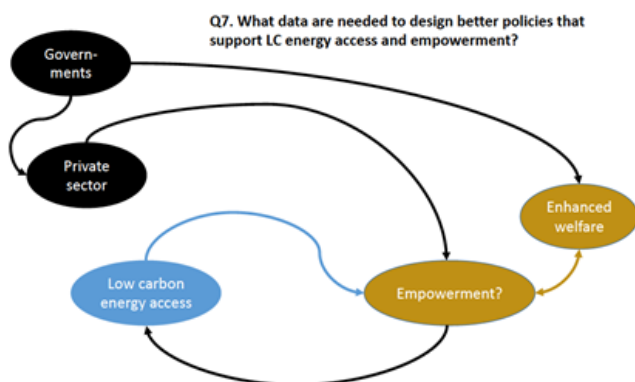 Q7. What data are needed to design better policies that
support LC energy access and empowerment?
Govern-
ments
Private
sector
Enhanced
welfare
Low carbon
energy access
Empowerment?